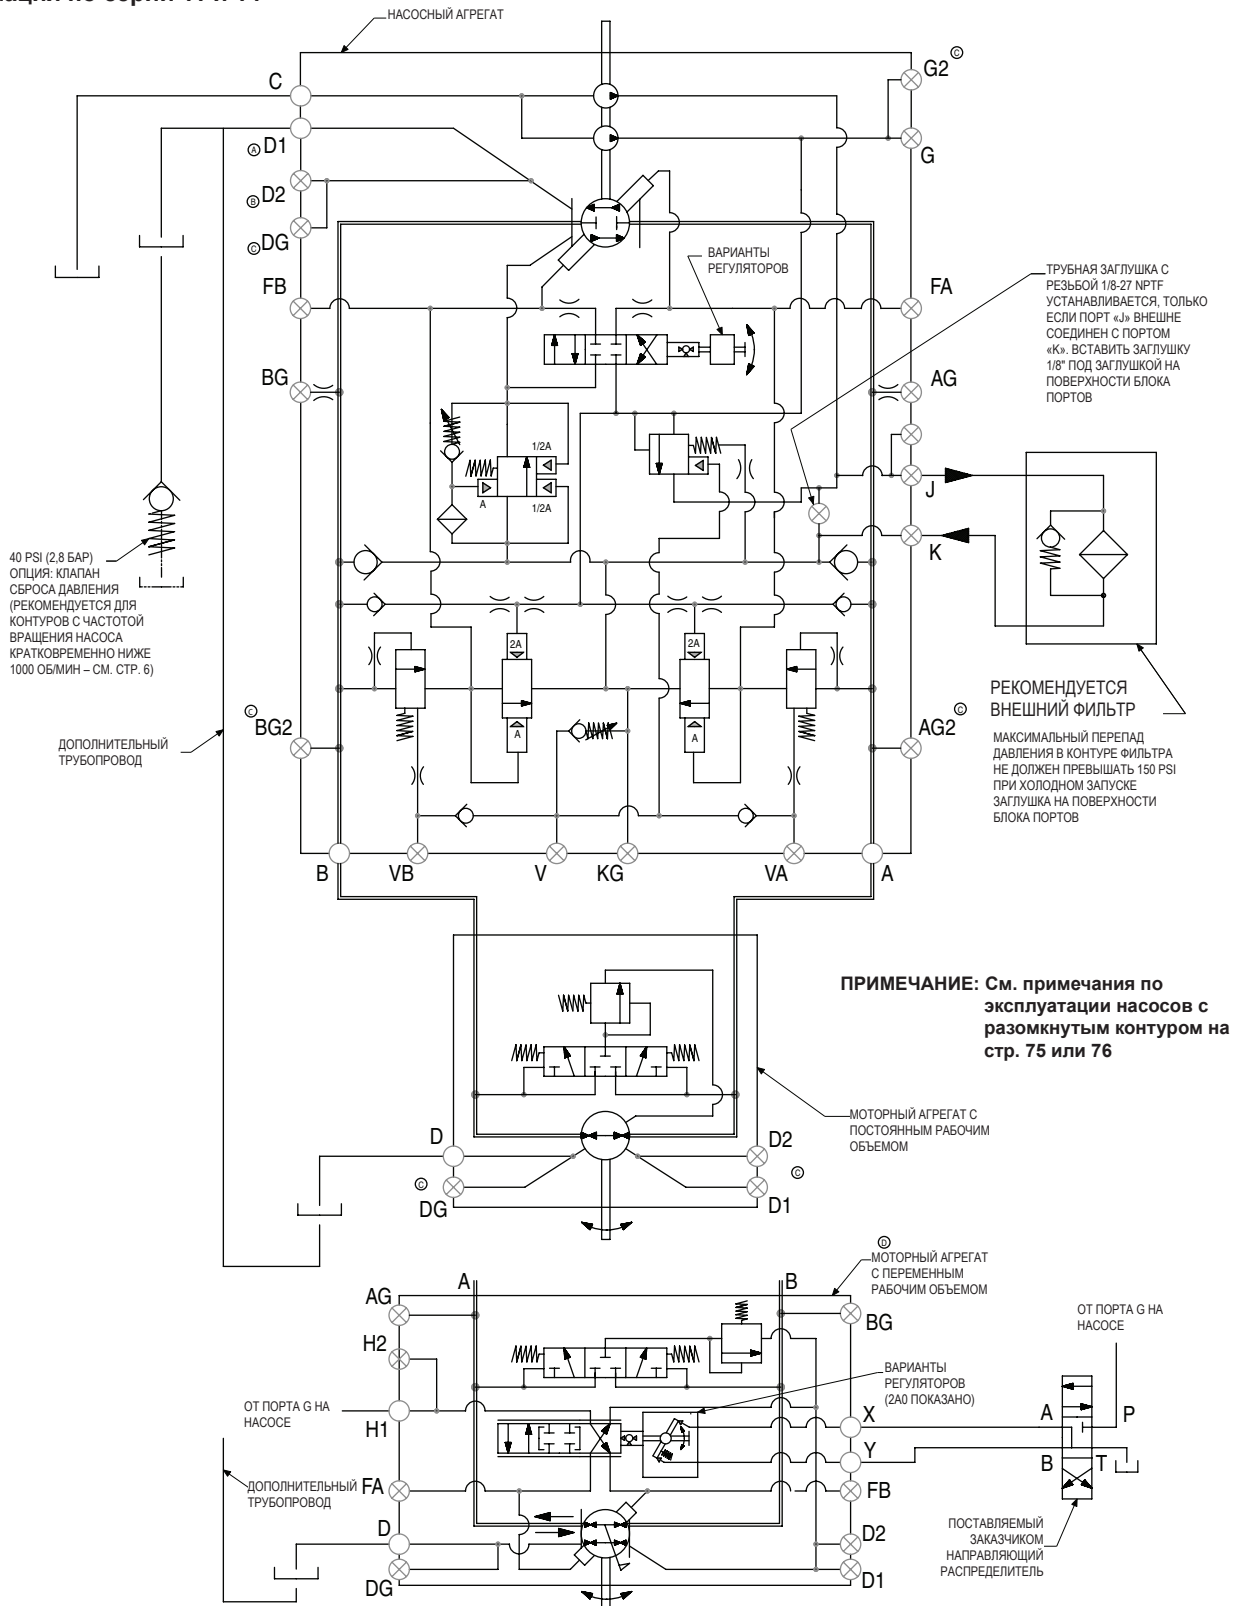 НАСОСНЫЙ АГРЕГАТ
C
G2 ©
Ⓐ D1
G
Ⓑ D2
© DG
ВАРИАНТЫ
РЕГУЛЯТОРОВ
ТРУБНАЯ ЗАГЛУШКА С
РЕЗЬБОЙ 1/8-27 NPTF
УСТАНАВЛИВАЕТСЯ, ТОЛЬКО
ЕСЛИ ПОРТ «J» ВНЕШНЕ
СОЕДИНЕН С ПОРТОМ
«K». ВСТАВИТЬ ЗАГЛУШКУ
1/8" ПОД ЗАГЛУШКОЙ НА
ПОВЕРХНОСТИ БЛОКА
ПОРТОВ
FB
FA
BG
AG
1/2A
A
1/2A
J
K
40 PSI (2,8 БАР)
ОПЦИЯ: КЛАПАН
СБРОСА ДАВЛЕНИЯ
(РЕКОМЕНДУЕТСЯ ДЛЯ
КОНТУРОВ С ЧАСТОТОЙ
ВРАЩЕНИЯ НАСОСА
КРАТКОВРЕМЕННО НИЖЕ
1000 ОБ/МИН – СМ. СТР. 6)
2A
2A
A
A
РЕКОМЕНДУЕТСЯ
ВНЕШНИЙ ФИЛЬТР
МАКСИМАЛЬНЫЙ ПЕРЕПАД
ДАВЛЕНИЯ В КОНТУРЕ ФИЛЬТРА
НЕ ДОЛЖЕН ПРЕВЫШАТЬ 150 PSI
ПРИ ХОЛОДНОМ ЗАПУСКЕ
ЗАГЛУШКА НА ПОВЕРХНОСТИ
БЛОКА ПОРТОВ
© BG2
AG2 ©
ДОПОЛНИТЕЛЬНЫЙ
ТРУБОПРОВОД
B
VB
V
KG
VA
A
ПРИМЕЧАНИЕ: См. примечания по
эксплуатации насосов с
разомкнутым контуром на
стр. 75 или 76
МОТОРНЫЙ АГРЕГАТ С
ПОСТОЯННЫМ РАБОЧИМ
ОБЪЕМОМ
D
D2
©
©
DG
D1
Ⓓ
МОТОРНЫЙ АГРЕГАТ
С ПЕРЕМЕННЫМ
РАБОЧИМ ОБЪЕМОМ
A
B
AG
BG
H2
ОТ ПОРТА G НА
НАСОСЕ
ВАРИАНТЫ
РЕГУЛЯТОРОВ
(2A0 ПОКАЗАНО)
ОТ ПОРТА G НА
НАСОСЕ
H1
X
A
P
Y
B
T
ДОПОЛНИТЕЛЬНЫЙ
ТРУБОПРОВОД
FA
FB
D
D2
DG
D1
ПОСТАВЛЯЕМЫЙ
ЗАКАЗЧИКОМ
НАПРАВЛЯЮЩИЙ
РАСПРЕДЕЛИТЕЛЬ